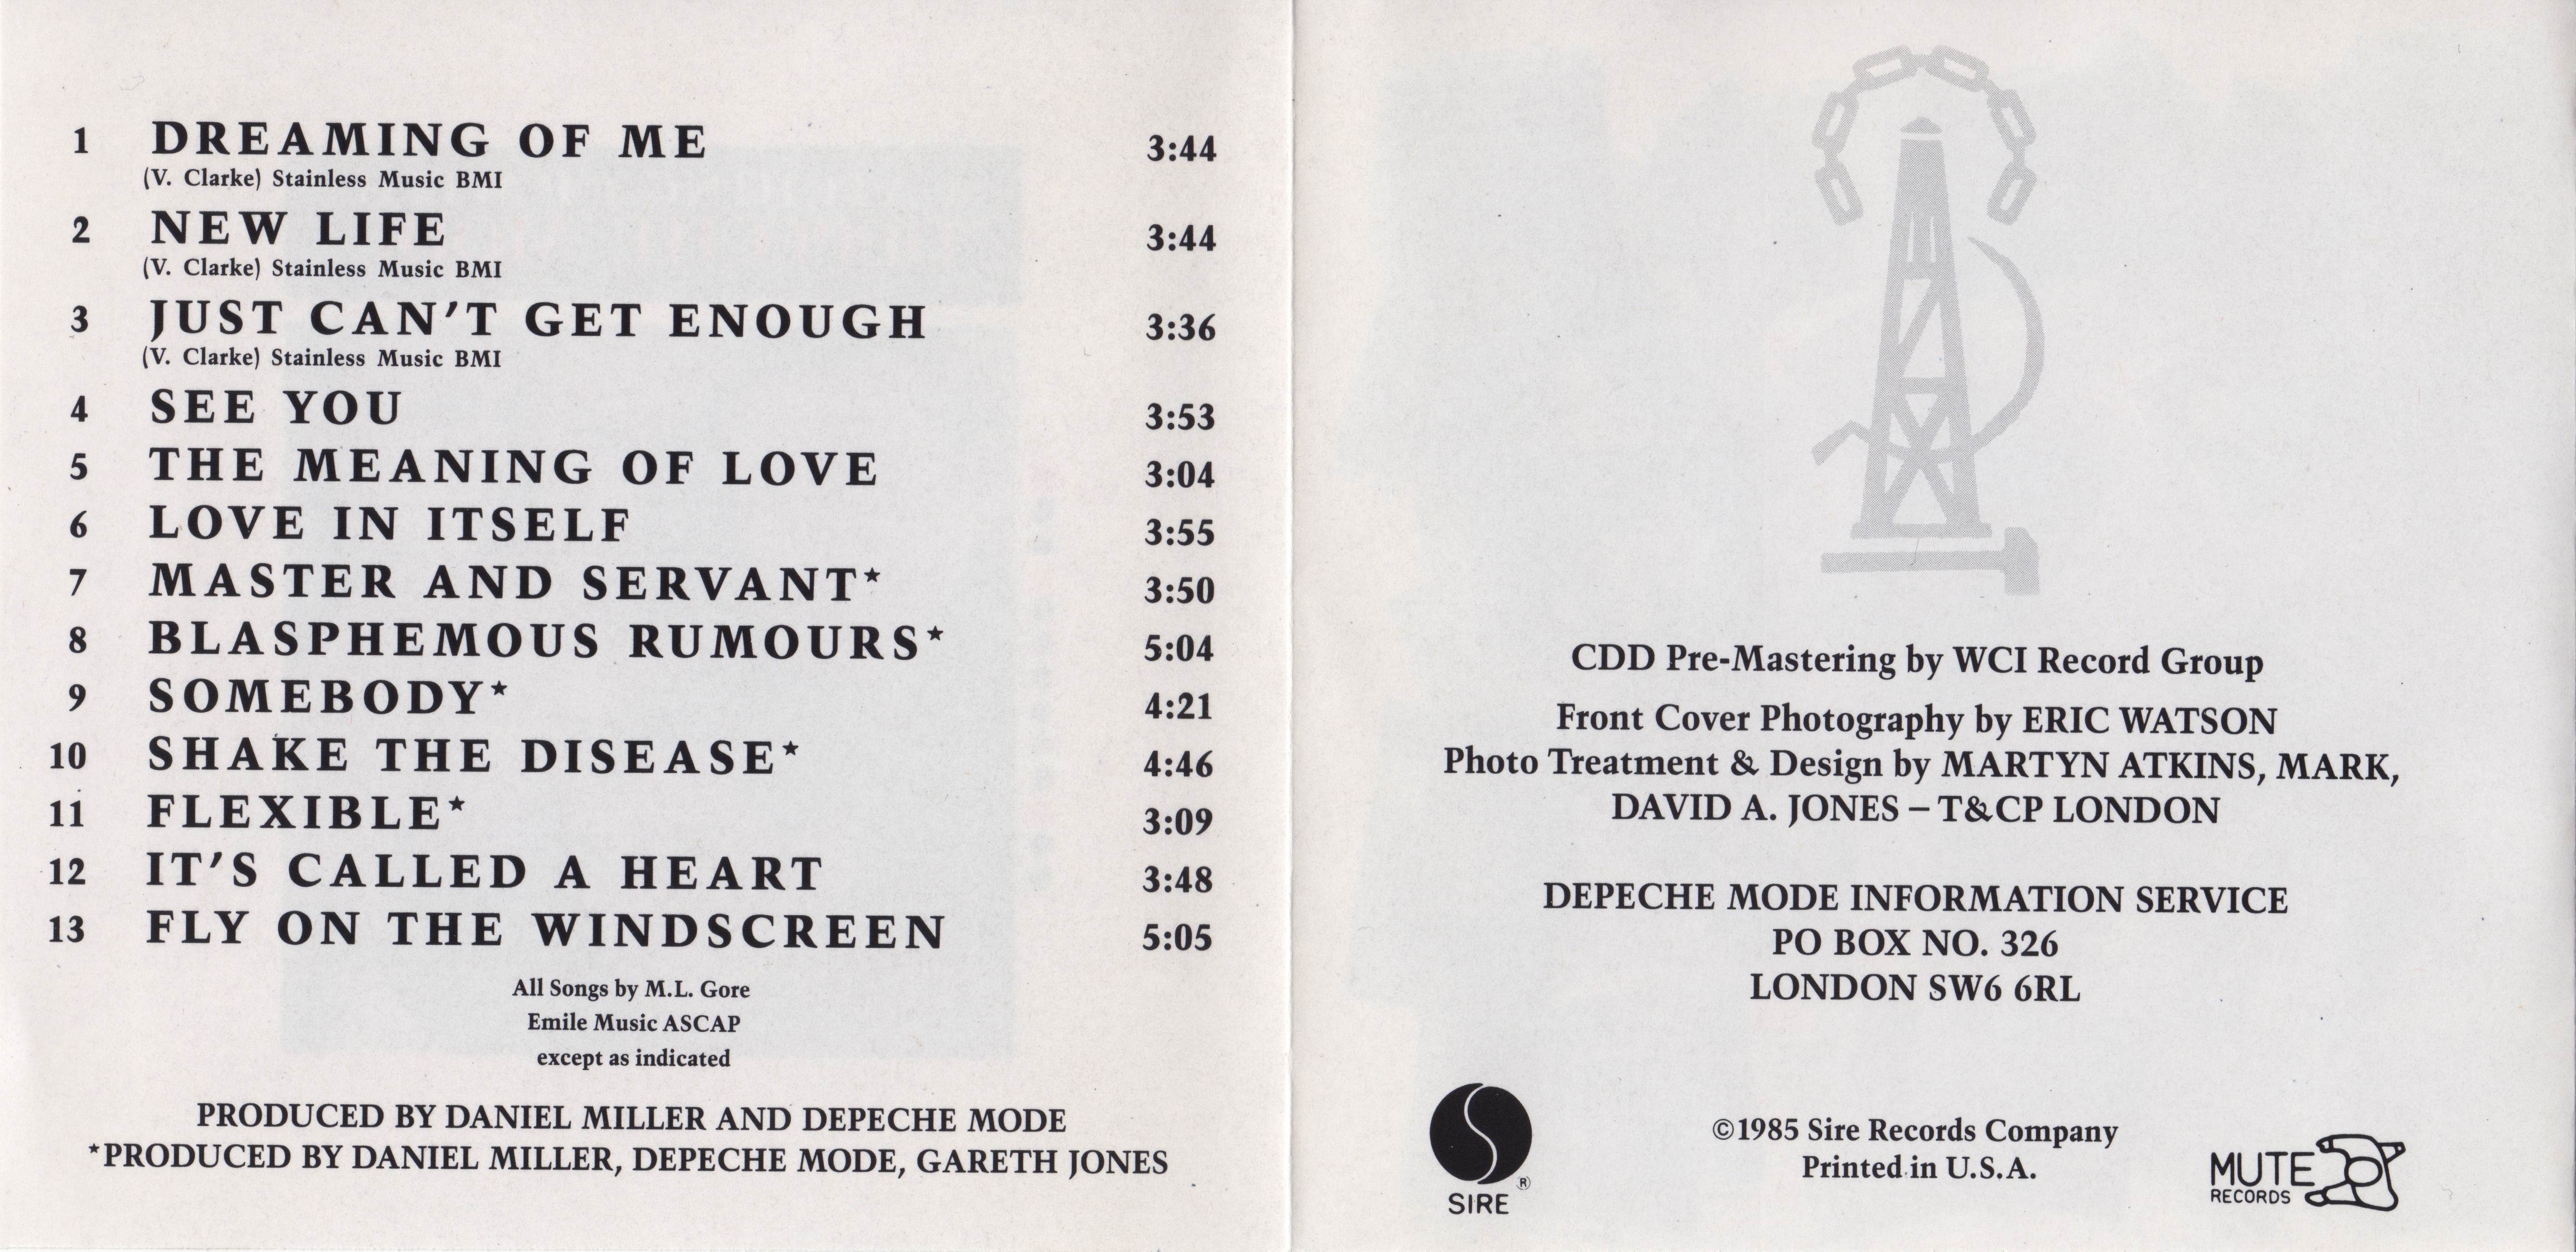 1 DREAMING OF ME 3:44
(V. Clarke) Stainless Music BMI
2 NEW LIFE 3:44
(V. Clarke) Stainless Music BMI
3 JUST CAN'T GET ENOUGH 3:36
(V. Clarke) Stainless Music BMI
4 SEE YOU 3:53
5 THE MEANING OF LOVE 3:04
6 LOVE IN ITSELF 3:55
7 MASTER AND SERVANT★ 3:50
8 BLASPHEMOUS RUMOURS★ 5:04
9 SOMEBODY★ 4:21
10 SHAKE THE DISEASE★ 4:46
11 FLEXIBLE★ 3:09
12 IT'S CALLED A HEART 3:48
13 FLY ON THE WINDSCREEN 5:05
All Songs by M.L. Gore
Emile Music ASCAP
except as indicated
PRODUCED BY DANIEL MILLER AND DEPECHE MODE
★PRODUCED BY DANIEL MILLER, DEPECHE MODE, GARETH JONES
CDD Pre-Mastering by WCI Record Group
Front Cover Photography by ERIC WATSON
Photo Treatment & Design by MARTYN ATKINS, MARK,
DAVID A. JONES – T&CP LONDON
DEPECHE MODE INFORMATION SERVICE
PO BOX NO. 326
LONDON SW6 6RL
SIRE ®
©1985 Sire Records Company
Printed in U.S.A.
MUTE
RECORDS